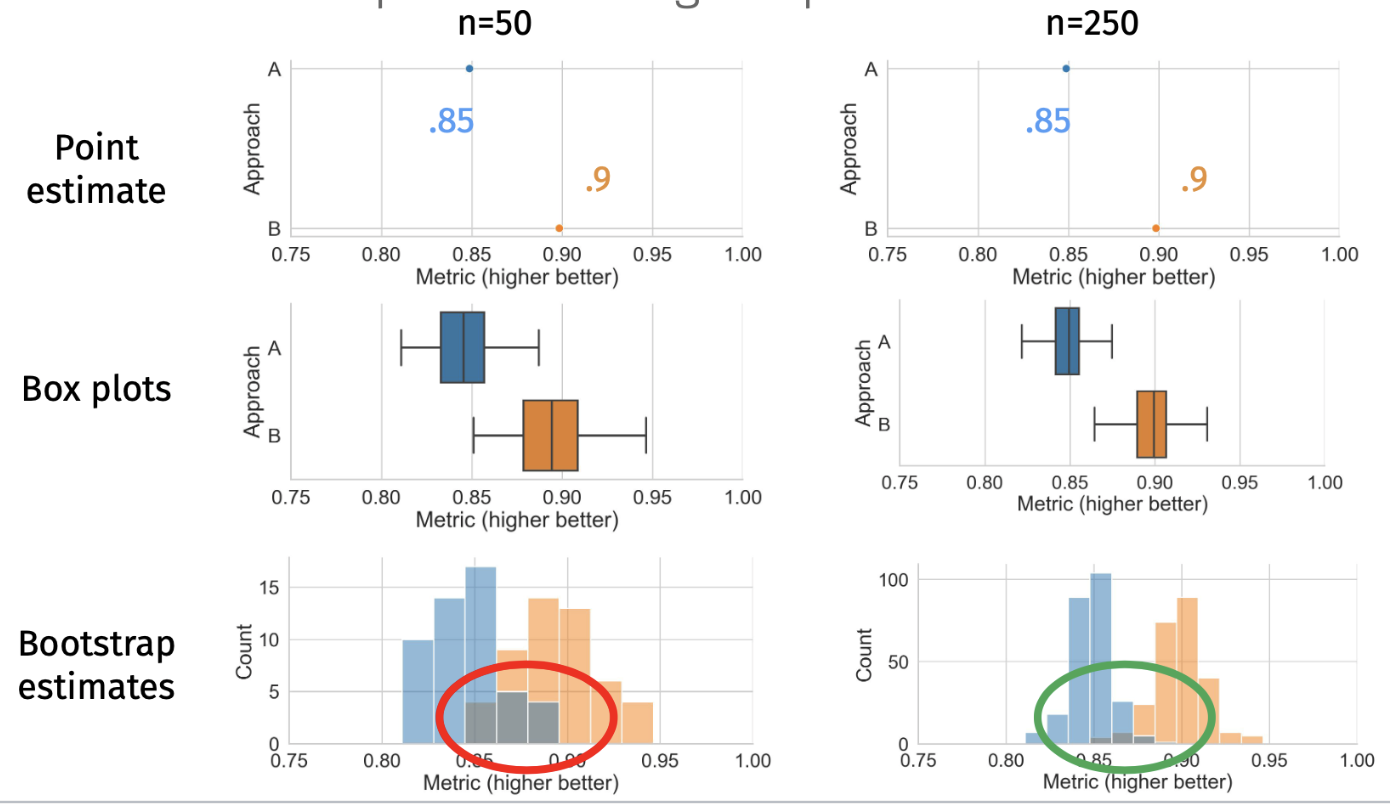 n=50
n=250
Point
estimate
A
Approach
.85
.9
B
0.75 0.80 0.85 0.90 0.95 1.00
Metric (higher better)
A
Approach
.85
.9
B
0.75 0.80 0.85 0.90 0.95 1.00
Metric (higher better)
Box plots
Approach
A
B
0.75 0.80 0.85 0.90 0.95 1.00
Metric (higher better)
Approach
A
B
0.75 0.80 0.85 0.90 0.95 1.00
Metric (higher better)
Bootstrap
estimates
Count
15
10
5
0
0.75 0.80 0.85 0.90 0.95 1.00
Metric (higher better)
Count
100
50
0
0.75 0.80 0.85 0.90 0.95 1.00
Metric (higher better)